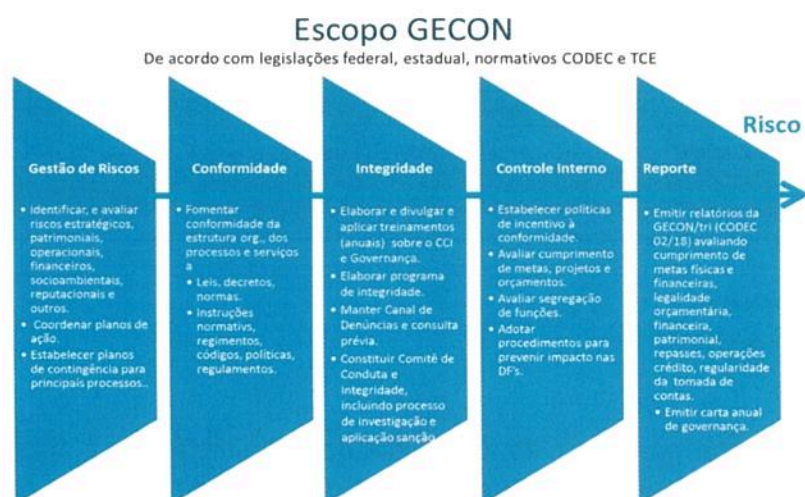 Escopo GECON
De acordo com legislações federal, estadual, normativos CODEC e TCE
Risco
Gestão de Riscos
• Identificar, e avaliar
riscos estratégicos,
patrimoniais,
operacionais,
financeiros,
socioambientais,
reputacionais e
outros.
• Coordenar planos de
ação.
• Estabelecer planos
de contingência para
principais processos..
Conformidade
• Fomentar
conformidade da
estrutura org., dos
processos e serviços
a
• Leis, decretos,
normas.
• Instruções
normativs,
regimentos,
códigos, políticas,
regulamentos.
Integridade
• Elaborar e divulgar e
aplicar treinamentos
(anuais) sobre o CCI
e Governança.
• Elaborar programa
de integridade.
• Manter Canal de
Denúncias e consulta
prévia.
• Constituir Comitê de
Conduta e
Integridade,
incluindo processo
de investigação e
aplicação sanção
Controle Interno
• Estabelecer políticas
de incentivo à
conformidade.
• Avaliar cumprimento
de metas, projetos e
orçamentos.
• Avaliar segregação
de funções.
• Adotar
procedimentos para
prevenir impacto nas
DF's.
Reporte
• Emitir relatórios da
GECON/tri (CODEC
02/18) avaliando
cumprimento de
metas físicas e
financeiras,
legalidade
orçamentária,
financeira,
patrimonial,
repasses, operações
crédito, regularidade
da tomada de
contas.
• Emitir carta anual
de governança.